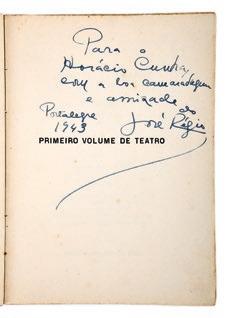 Para o
Horácio Cunha,
com a boa camaradagem
e amizade do
Portalegre
1943
José Régio
PRIMEIRO VOLUME DE TEATRO